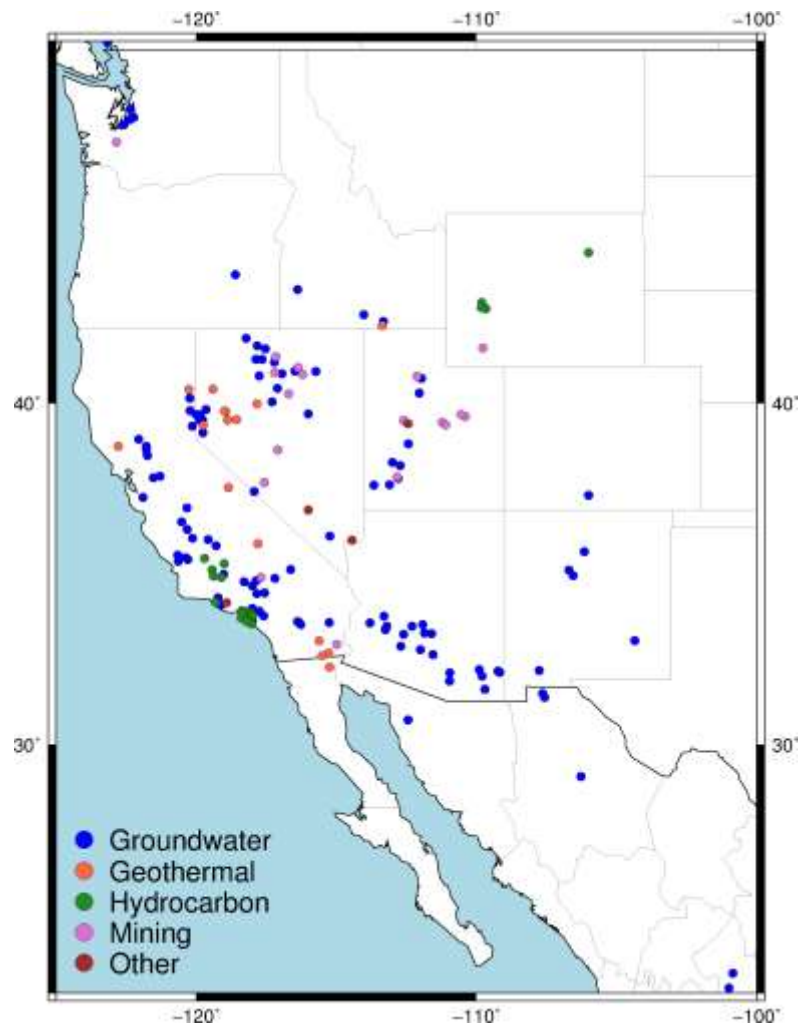 −120˚ −110˚ −100˚
40˚ 40˚
30˚ 30˚
Groundwater
Geothermal
Hydrocarbon
Mining
Other
−120˚ −110˚ −100˚